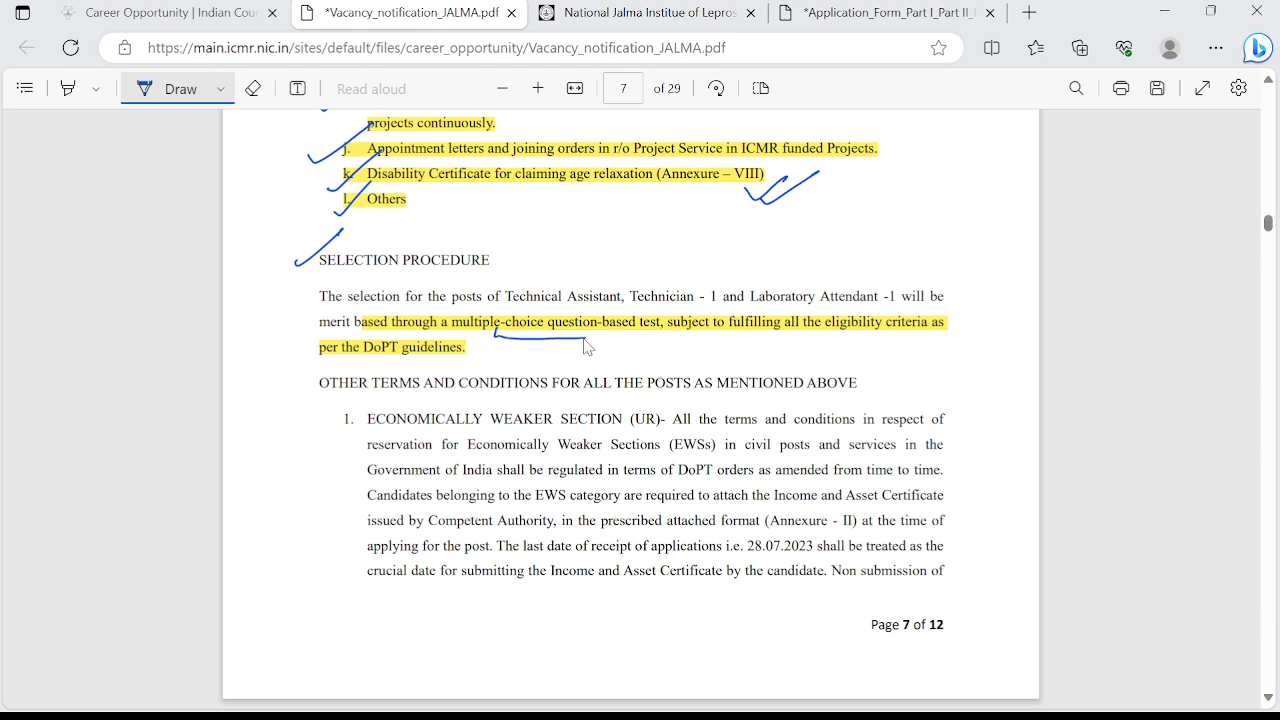 Career Opportunity | Indian Cou
*Vacancy_notification_JALMA.pdf
National Jalma Institue of Lepros
*Application_Form_Part I_Part II_
https://main.icmr.nic.in/sites/default/files/career_opportunity/Vacancy_notification_JALMA.pdf
Draw
Read aloud
7
of 29
projects continuously.
j. Appointment letters and joining orders in r/o Project Service in ICMR funded Projects.
k. Disability Certificate for claiming age relaxation (Annexure – VIII)
l. Others
SELECTION PROCEDURE
The selection for the posts of Technical Assistant, Technician - 1 and Laboratory Attendant -1 will be
merit based through a multiple-choice question-based test, subject to fulfilling all the eligibility criteria as
per the DoPT guidelines.
OTHER TERMS AND CONDITIONS FOR ALL THE POSTS AS MENTIONED ABOVE
1. ECONOMICALLY WEAKER SECTION (UR)- All the terms and conditions in respect of
reservation for Economically Weaker Sections (EWSs) in civil posts and services in the
Government of India shall be regulated in terms of DoPT orders as amended from time to time.
Candidates belonging to the EWS category are required to attach the Income and Asset Certificate
issued by Competent Authority, in the prescribed attached format (Annexure - II) at the time of
applying for the post. The last date of receipt of applications i.e. 28.07.2023 shall be treated as the
crucial date for submitting the Income and Asset Certificate by the candidate. Non submission of
Page 7 of 12